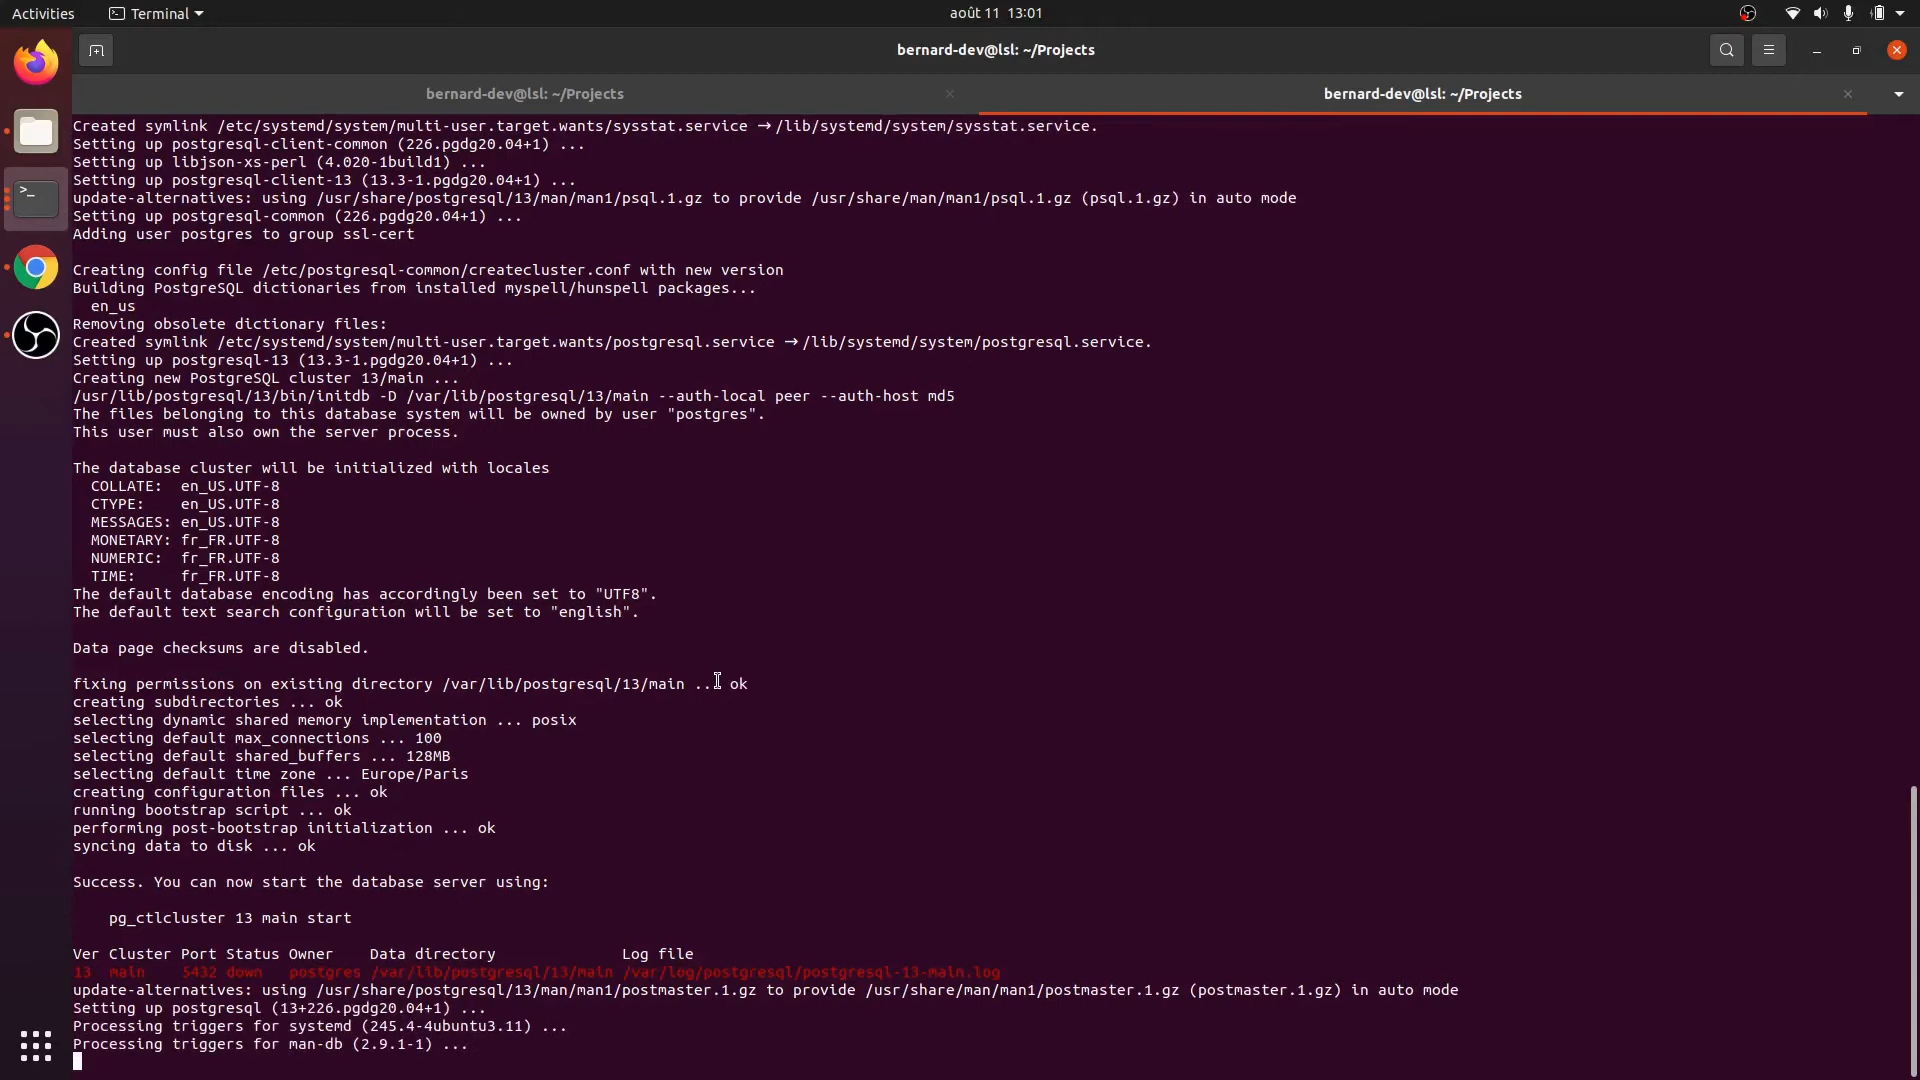 Activities
Terminal
août 11 13:01
bernard-dev@lsl: ~/Projects
bernard-dev@lsl: ~/Projects
bernard-dev@lsl: ~/Projects
Created symlink /etc/systemd/system/multi-user.target.wants/sysstat.service → /lib/systemd/system/sysstat.service.
Setting up postgresql-client-common (226.pgdg20.04+1) ...
Setting up libjson-xs-perl (4.020-1build1) ...
Setting up postgresql-client-13 (13.3-1.pgdg20.04+1) ...
update-alternatives: using /usr/share/postgresql/13/man/man1/psql.1.gz to provide /usr/share/man/man1/psql.1.gz (psql.1.gz) in auto mode
Setting up postgresql-common (226.pgdg20.04+1) ...
Adding user postgres to group ssl-cert
Creating config file /etc/postgresql-common/createcluster.conf with new version
Building PostgreSQL dictionaries from installed myspell/hunspell packages...
en_us
Removing obsolete dictionary files:
Created symlink /etc/systemd/system/multi-user.target.wants/postgresql.service → /lib/systemd/system/postgresql.service.
Setting up postgresql-13 (13.3-1.pgdg20.04+1) ...
Creating new PostgreSQL cluster 13/main ...
/usr/lib/postgresql/13/bin/initdb -D /var/lib/postgresql/13/main --auth-local peer --auth-host md5
The files belonging to this database system will be owned by user "postgres".
This user must also own the server process.
The database cluster will be initialized with locales
COLLATE: en_US.UTF-8
CTYPE: en_US.UTF-8
MESSAGES: en_US.UTF-8
MONETARY: fr_FR.UTF-8
NUMERIC: fr_FR.UTF-8
TIME: fr_FR.UTF-8
The default database encoding has accordingly been set to "UTF8".
The default text search configuration will be set to "english".
Data page checksums are disabled.
fixing permissions on existing directory /var/lib/postgresql/13/main ... ok
creating subdirectories ... ok
selecting dynamic shared memory implementation ... posix
selecting default max_connections ... 100
selecting default shared_buffers ... 128MB
selecting default time zone ... Europe/Paris
creating configuration files ... ok
running bootstrap script ... ok
performing post-bootstrap initialization ... ok
syncing data to disk ... ok
Success. You can now start the database server using:
pg_ctlcluster 13 main start
Ver Cluster Port Status Owner Data directory Log file
13 main 5432 down postgres /var/lib/postgresql/13/main /var/log/postgresql/postgresql-13-main.log
update-alternatives: using /usr/share/postgresql/13/man/man1/postmaster.1.gz to provide /usr/share/man/man1/postmaster.1.gz (postmaster.1.gz) in auto mode
Setting up postgresql (13+226.pgdg20.04+1) ...
Processing triggers for systemd (245.4-4ubuntu3.11) ...
Processing triggers for man-db (2.9.1-1) ...